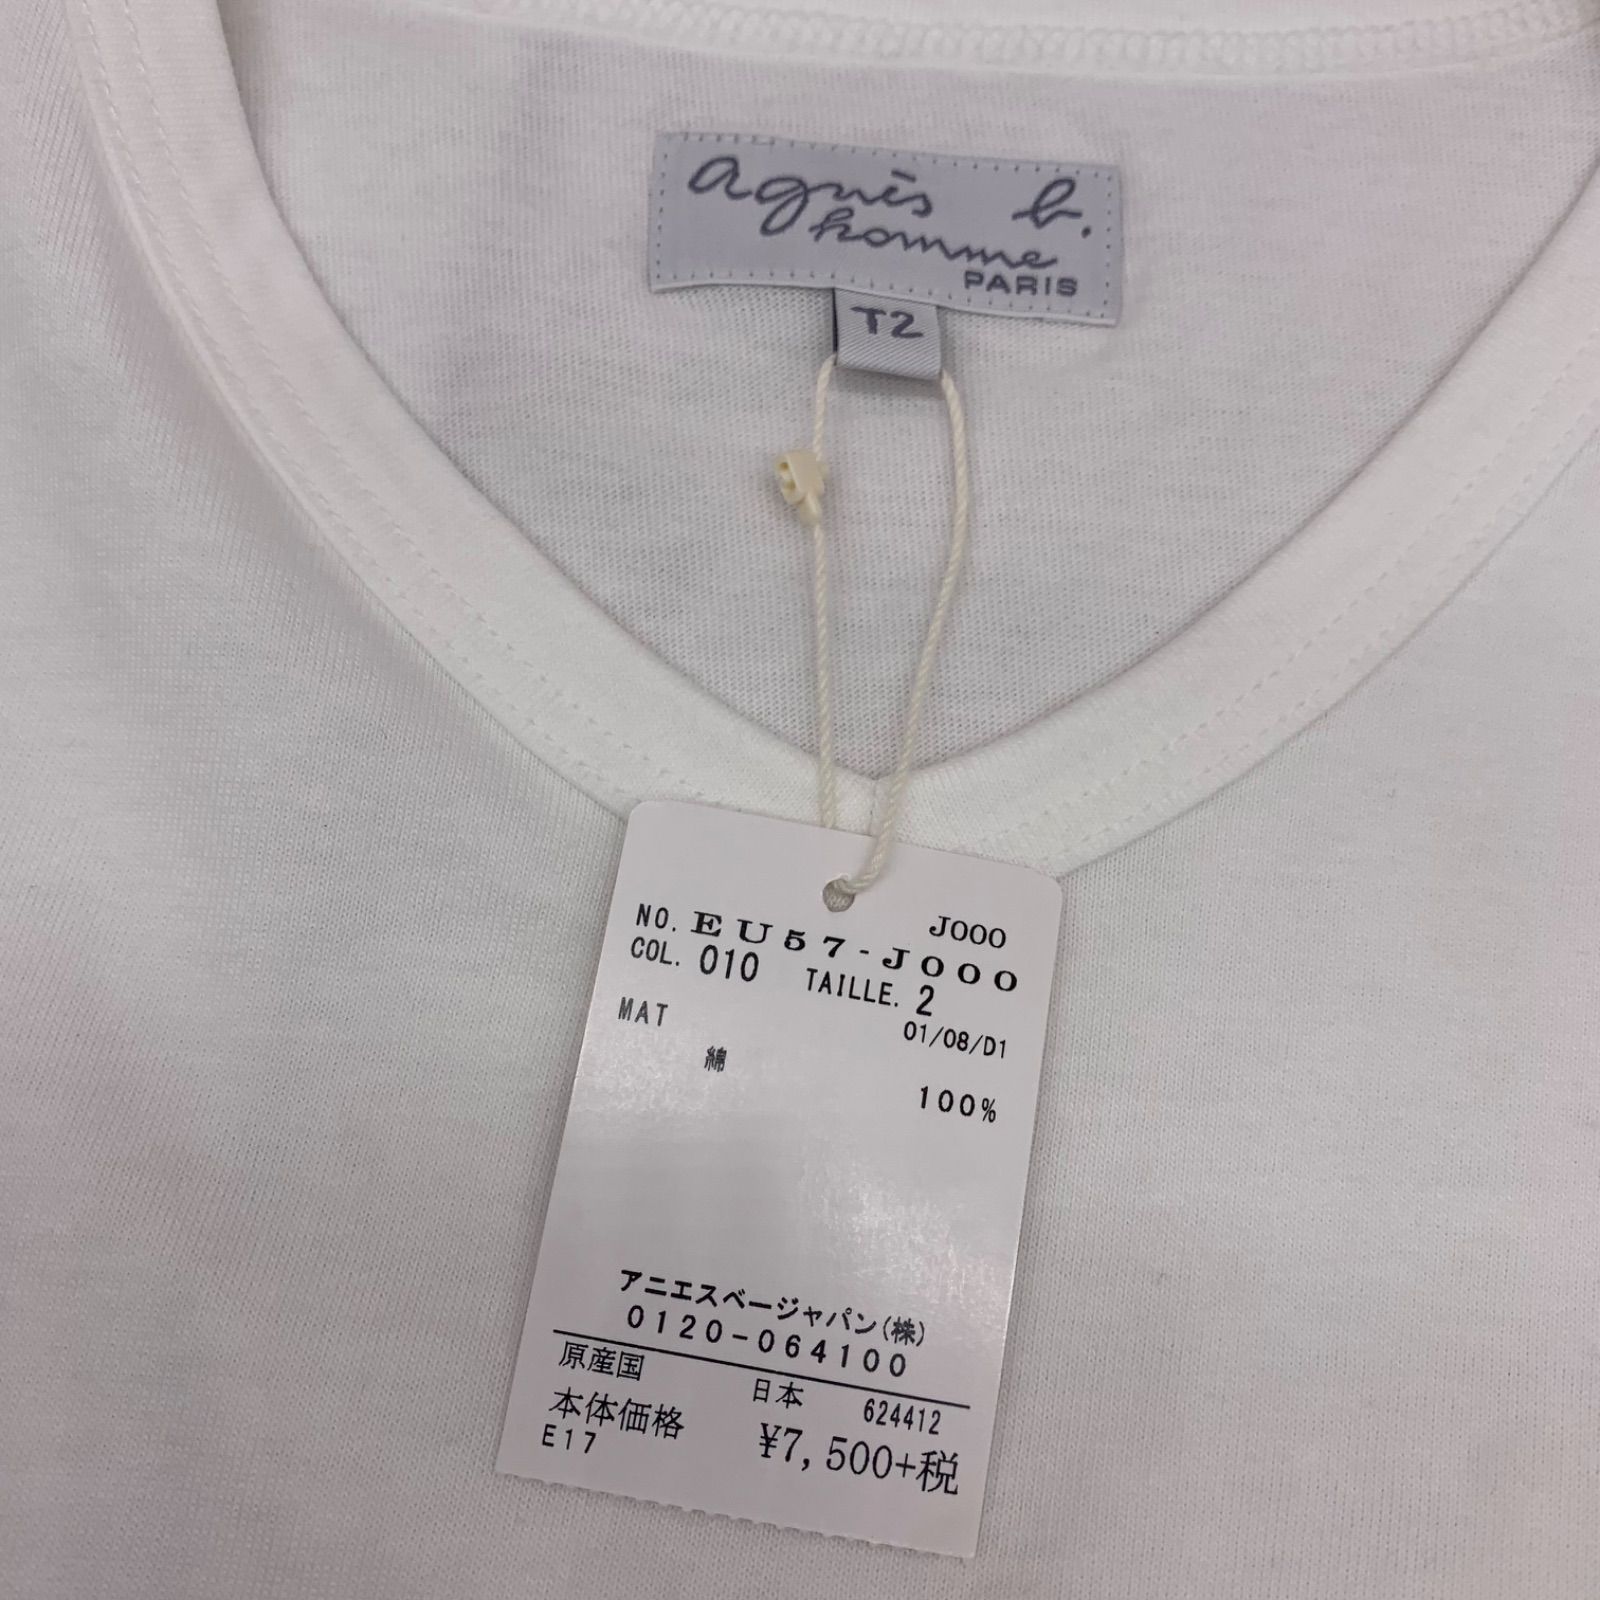 agnès b.
homme
PARIS
T2
J000
NO. EU57-J000
COL. 010 TAILLE. 2
01/08/D1
MAT
綿 100%
アニエスベージャパン(株)
0120-064100
原産国 日本 624412
本体価格 ¥7,500+税
E17